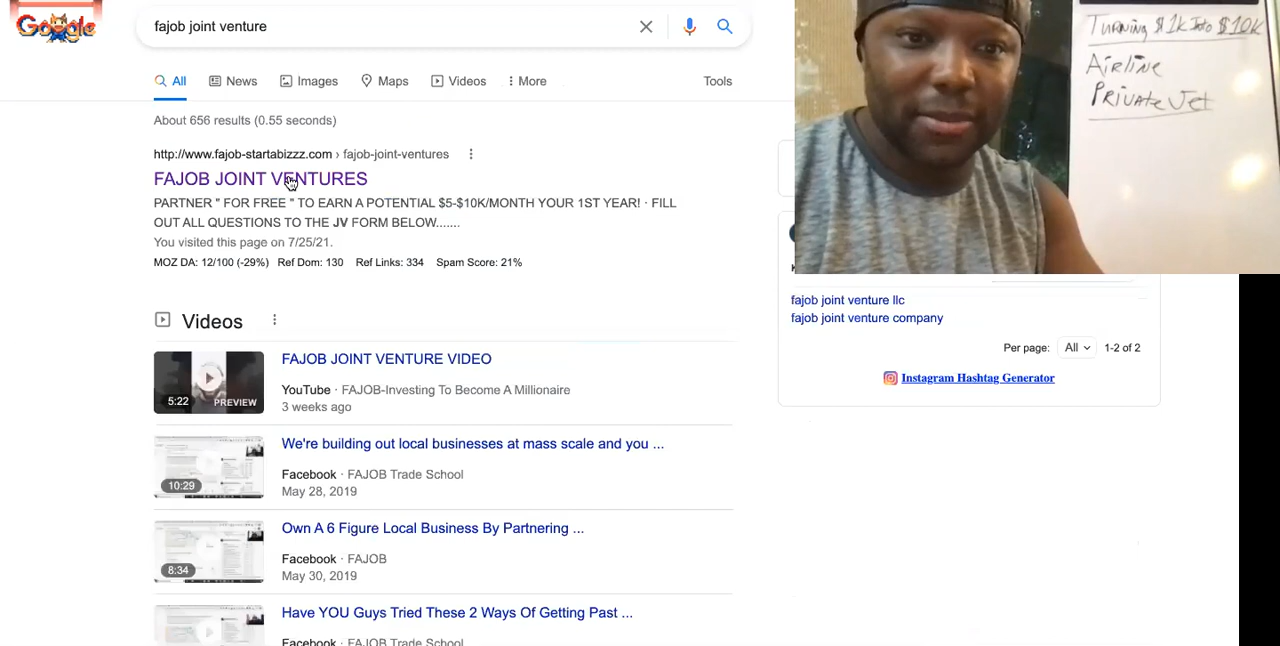 Google
fajob joint venture
All
News
Images
Maps
Videos
More
Tools
About 656 results (0.55 seconds)
http://www.fajob-startabizzz.com › fajob-joint-ventures
FAJOB JOINT VENTURES
PARTNER " FOR FREE " TO EARN A POTENTIAL $5-$10K/MONTH YOUR 1ST YEAR! · FILL
OUT ALL QUESTIONS TO THE JV FORM BELOW.......
You visited this page on 7/25/21.
MOZ DA: 12/100 (-29%) Ref Dom: 130 Ref Links: 334 Spam Score: 21%
Videos
FAJOB JOINT VENTURE VIDEO
5:22
PREVIEW
YouTube · FAJOB-Investing To Become A Millionaire
3 weeks ago
We're building out local businesses at mass scale and you ...
10:29
Facebook · FAJOB Trade School
May 28, 2019
Own A 6 Figure Local Business By Partnering ...
8:34
Facebook · FAJOB
May 30, 2019
Have YOU Guys Tried These 2 Ways Of Getting Past ...
Facebook · FAJOB Trade School
Turning $1k Into $10K
Airline
Private Jet
fajob joint venture llc
fajob joint venture company
Per page: All 1-2 of 2
Instagram Hashtag Generator